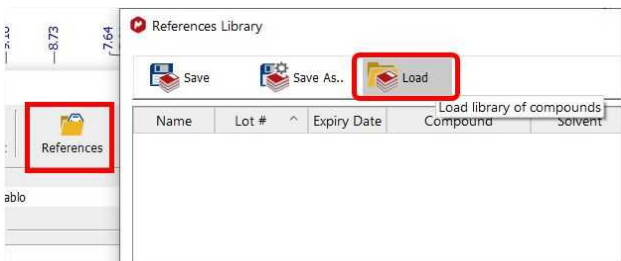 -8.73
7.64
References Library
Save
Save As..
Load
Load library of compounds
Name
Lot #
Expiry Date
Compound
Solvent
References
ablo